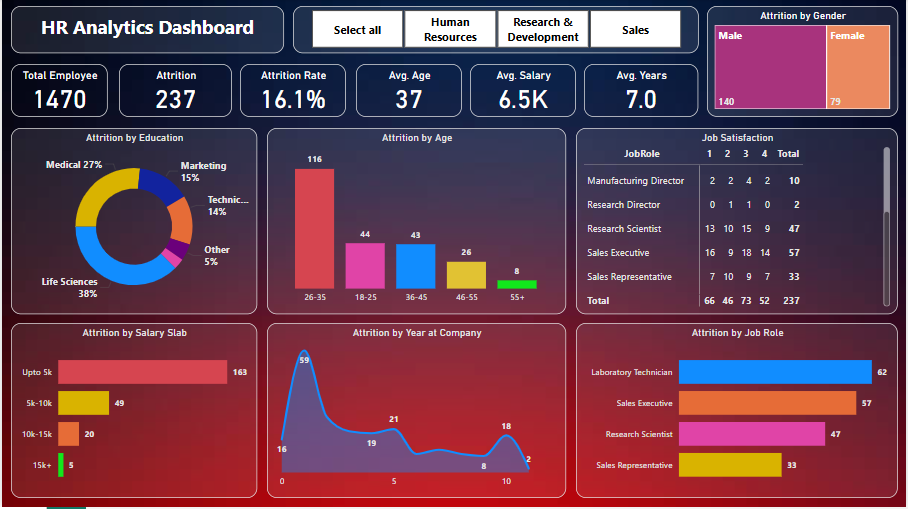 HR Analytics Dashboard
Select all
Human
Resources
Research &
Development
Sales
Attrition by Gender
Male
Female
140
79
Total Employee
1470
Attrition
237
Attrition Rate
16.1%
Avg. Age
37
Avg. Salary
6.5K
Avg. Years
7.0
Attrition by Education
Medical 27%
Marketing
15%
Technic...
14%
Other
5%
Life Sciences
38%
Attrition by Age
116
44
43
26
8
26-35 18-25 36-45 46-55 55+
Job Satisfaction
JobRole 1 2 3 4 Total
Manufacturing Director 2 2 4 2 10
Research Director 0 1 1 0 2
Research Scientist 13 10 15 9 47
Sales Executive 16 9 18 14 57
Sales Representative 7 10 9 7 33
Total 66 46 73 52 237
Attrition by Salary Slab
Upto 5k 163
5k-10k 49
10k-15k 20
15k+ 5
Attrition by Year at Company
59
16
19
21
8
18
2
0 5 10
Attrition by Job Role
Laboratory Technician 62
Sales Executive 57
Research Scientist 47
Sales Representative 33